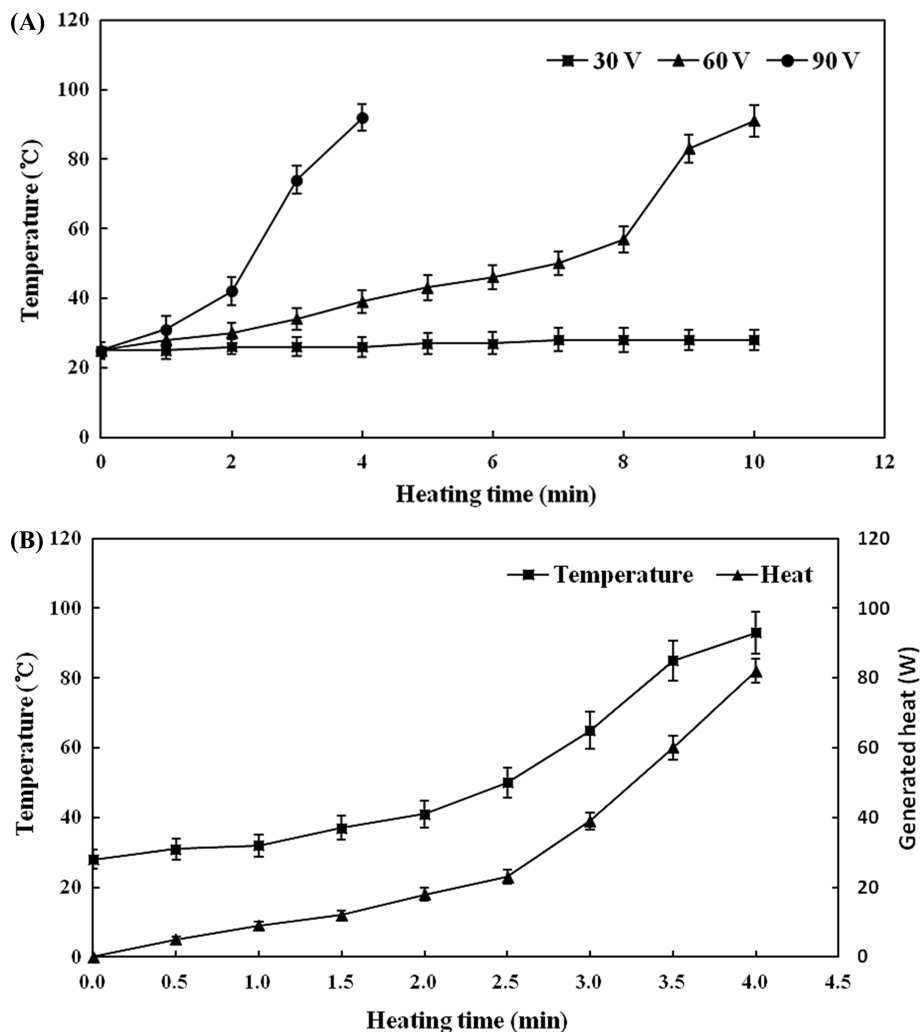 (A)
120
100
80
60
40
20
0
Temperature (℃)
30 V 60 V 90 V
0 2 4 6 8 10 12
Heating time (min)
(B)
120
100
80
60
40
20
0
Temperature (℃)
Temperature Heat
120
100
80
60
40
20
0
Generated heat (W)
0.0 0.5 1.0 1.5 2.0 2.5 3.0 3.5 4.0 4.5
Heating time (min)